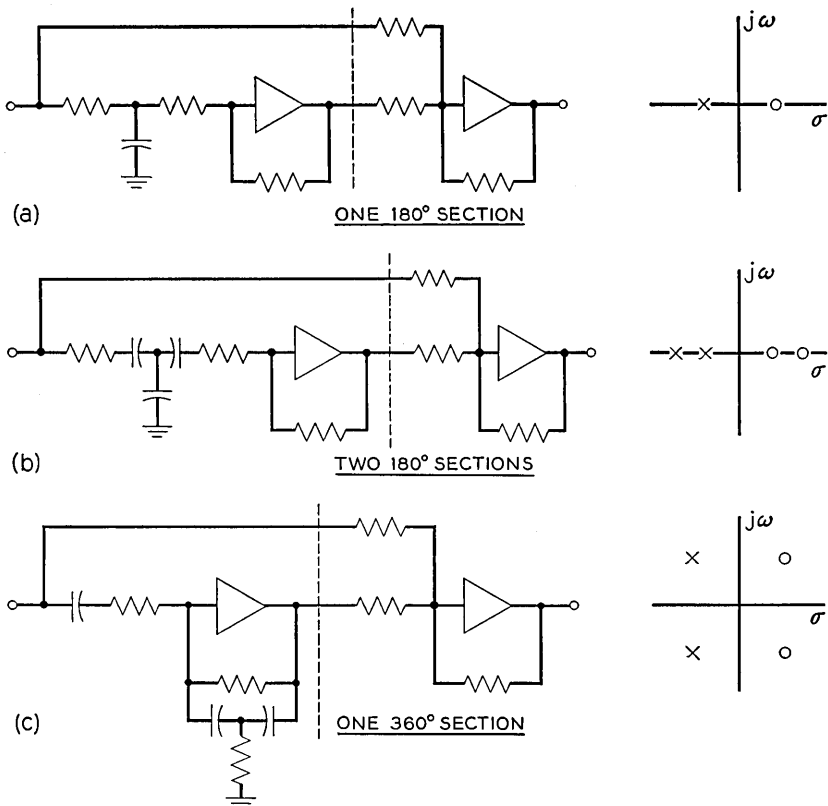 jω
σ
(a)
ONE 180° SECTION
jω
σ
(b)
TWO 180° SECTIONS
jω
σ
(c)
ONE 360° SECTION